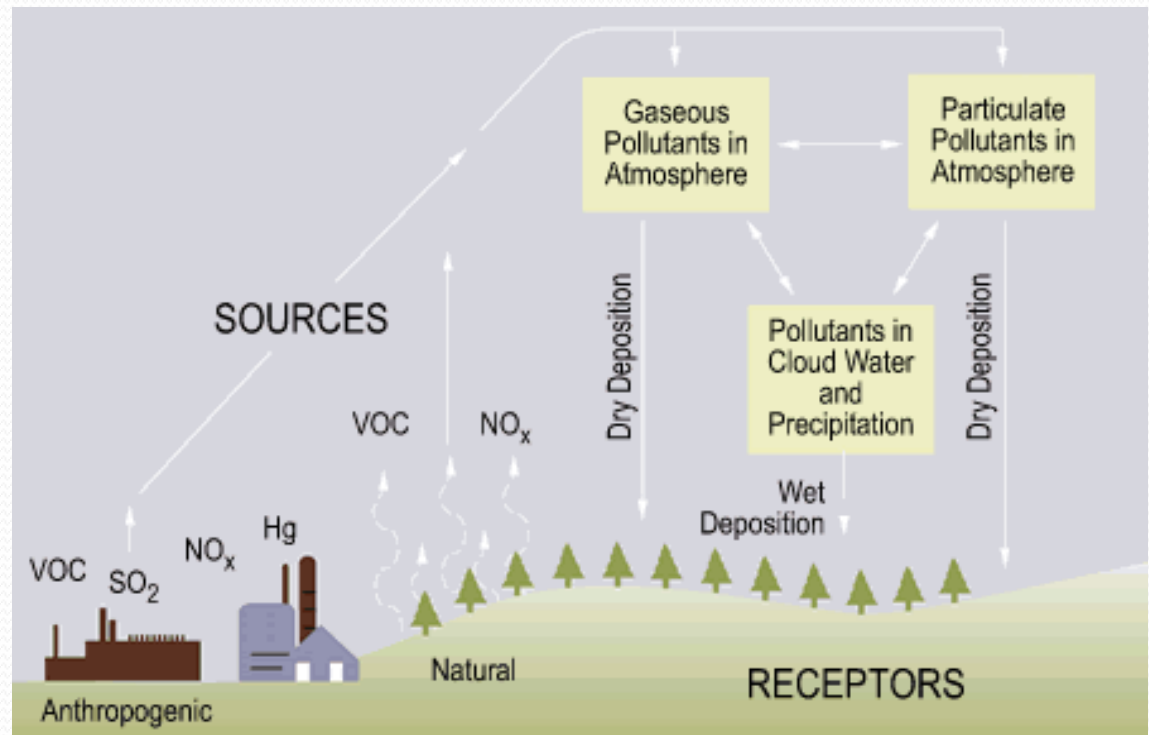 Gaseous
Pollutants in
Atmosphere
Particulate
Pollutants in
Atmosphere
SOURCES
Dry Deposition
Pollutants in
Cloud Water
and
Precipitation
Dry Deposition
VOC
NOx
Wet
Deposition
Hg
NOx
VOC
SO2
Natural
RECEPTORS
Anthropogenic